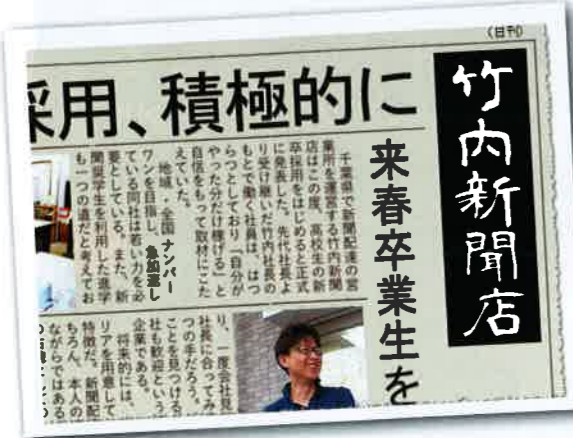 （日刊）
竹内新聞店
来春卒業生を
採用、積極的に
千葉県で新聞配達の営
業所を運営する竹内新聞
店はこの度、高校生の新
卒採用をはじめると正式
に発表した。先代社長よ
り受け継いだ竹内社長の
もとで働く社員は、はつ
らつとしており「自分が
やった分だけ稼げる」と
自信をもって取材にこた
えていた。
地域・全国ナンバー
ワンを目指し、急加速し
ている同社は若い力を必
要としている。また、新
聞奨学生を利用した進学
も一つの道だと考えてお
り、一度会社見
社長に合ってみ
つの手だろう。
ことを見つける
社も歓迎という
企業である。
将来的には、
リアを用意して
特徴だ。新聞配
ちろん、本人の
ながらではある